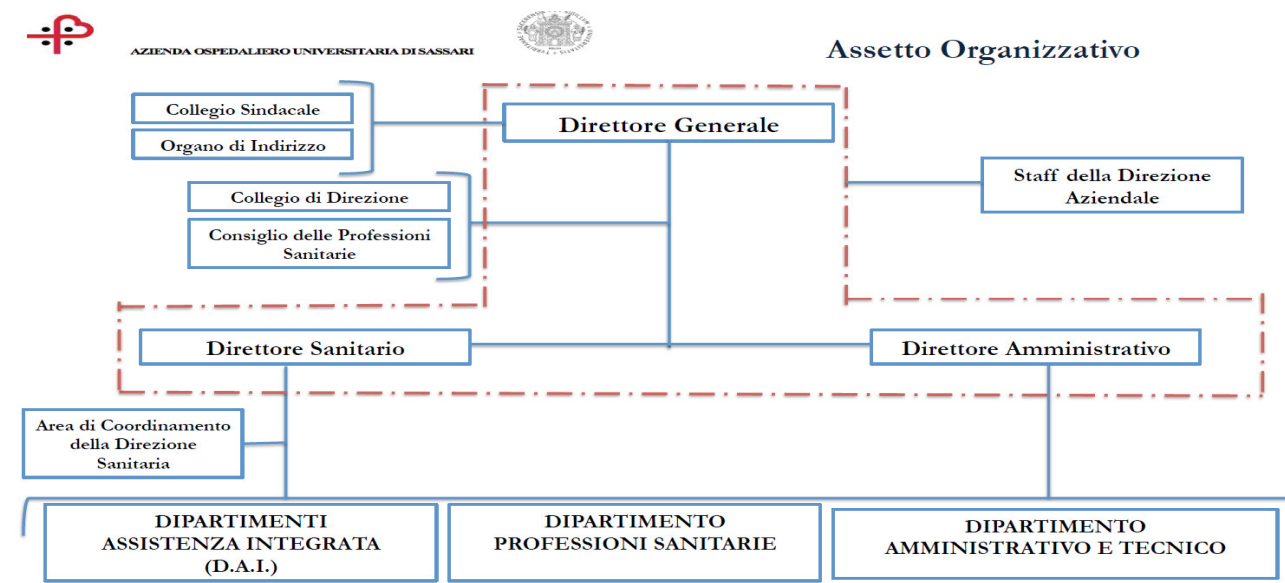 AZIENDA OSPEDALIERO UNIVERSITARIA DI SASSARI
Assetto Organizzativo
Collegio Sindacale
Organo di Indirizzo
Direttore Generale
Collegio di Direzione
Consiglio delle Professioni
Sanitarie
Staff della Direzione
Aziendale
Direttore Sanitario
Direttore Amministrativo
Area di Coordinamento
della Direzione
Sanitaria
DIPARTIMENTI
ASSISTENZA INTEGRATA
(D.A.I.)
DIPARTIMENTO
PROFESSIONI SANITARIE
DIPARTIMENTO
AMMINISTRATIVO E TECNICO